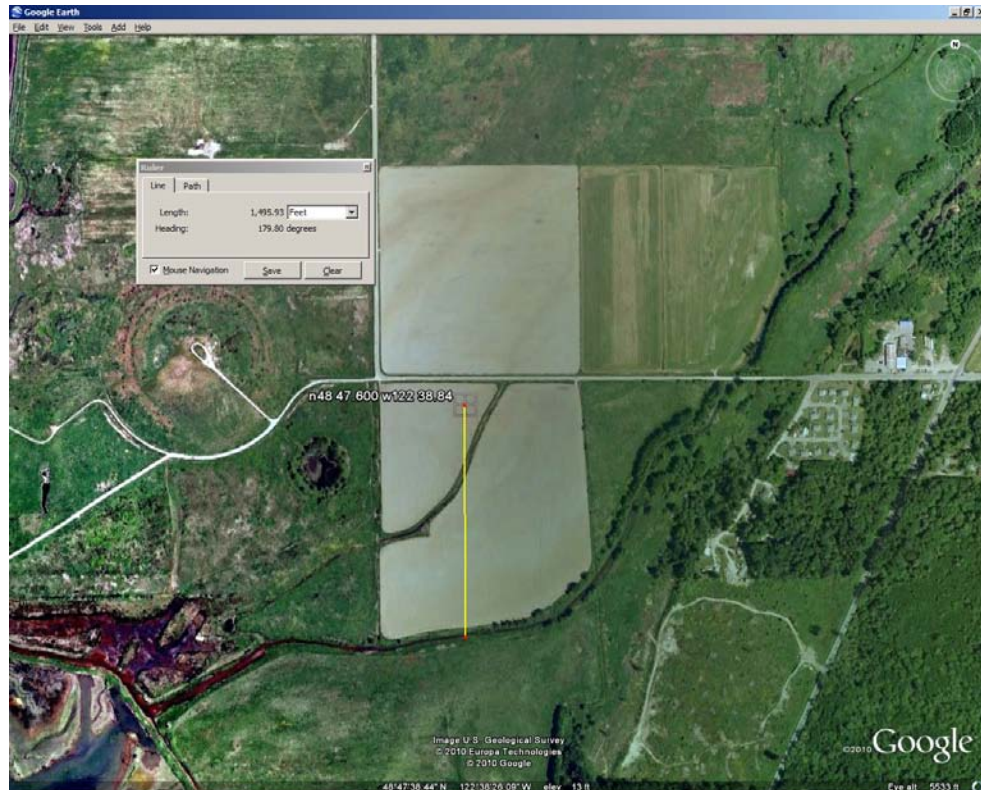 Google Earth
File Edit View Tools Add Help
N
Ruler
Line Path
Length: 1,495.93 Feet
Heading: 179.80 degrees
Mouse Navigation Save Clear
n48 47.600 w122 38.84
Image U.S. Geological Survey
© 2010 Europa Technologies
© 2010 Google
©2010 Google
48°47'38.44" N 122°38'26.09" W elev 13 ft Eye alt 5533 ft